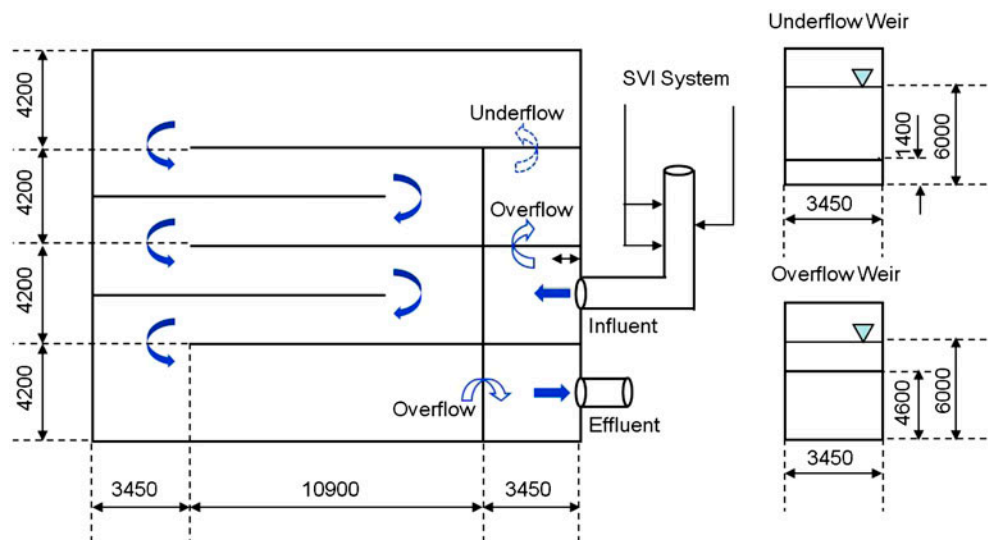 Underflow Weir
SVI System
4200
Underflow
1400
6000
4200
3450
Overflow
Overflow Weir
4200
Influent
4200
Overflow
Effluent
4600
6000
3450
3450
10900
3450